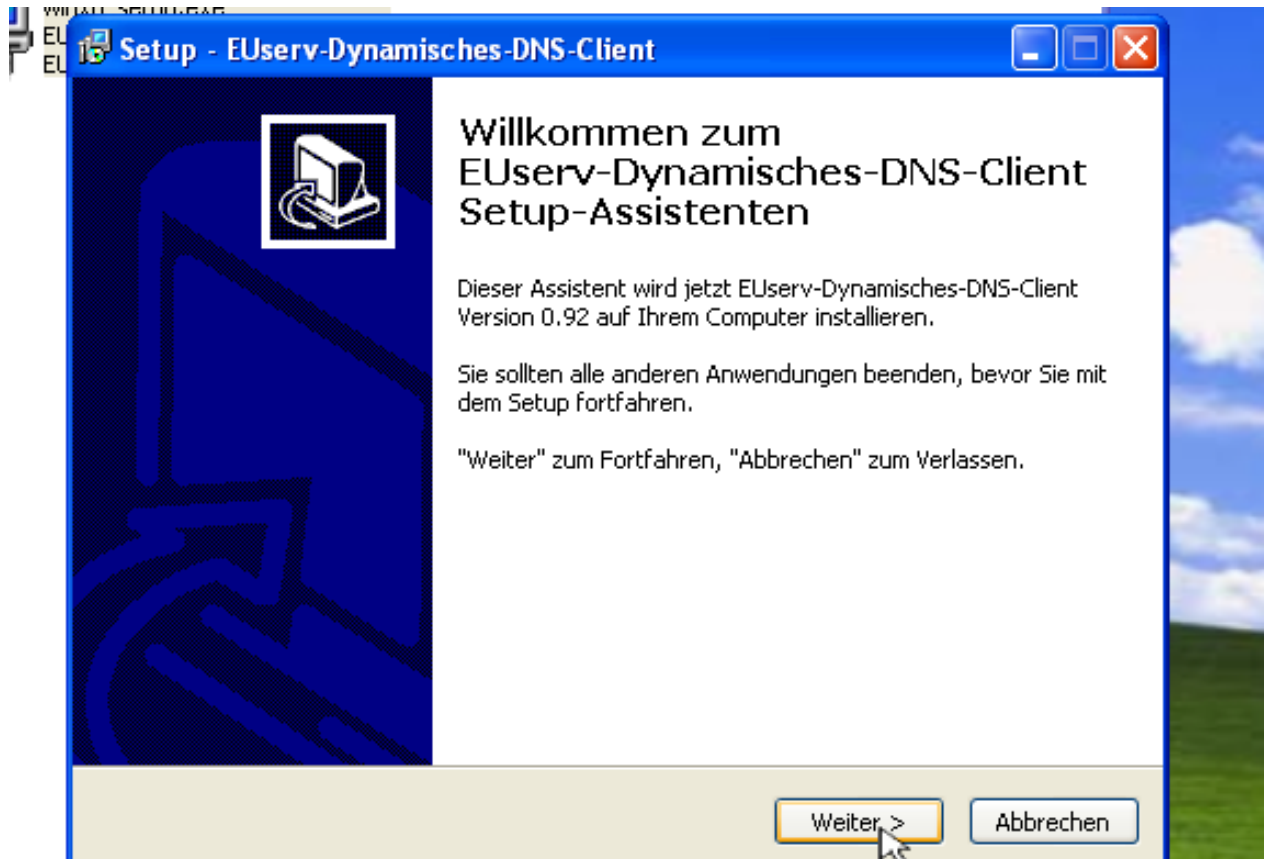 EU
EU
Setup - EUserv-Dynamisches-DNS-Client
Willkommen zum
EUserv-Dynamisches-DNS-Client
Setup-Assistenten
Dieser Assistent wird jetzt EUserv-Dynamisches-DNS-Client
Version 0.92 auf Ihrem Computer installieren.
Sie sollten alle anderen Anwendungen beenden, bevor Sie mit
dem Setup fortfahren.
"Weiter" zum Fortfahren, "Abbrechen" zum Verlassen.
Weiter >
Abbrechen